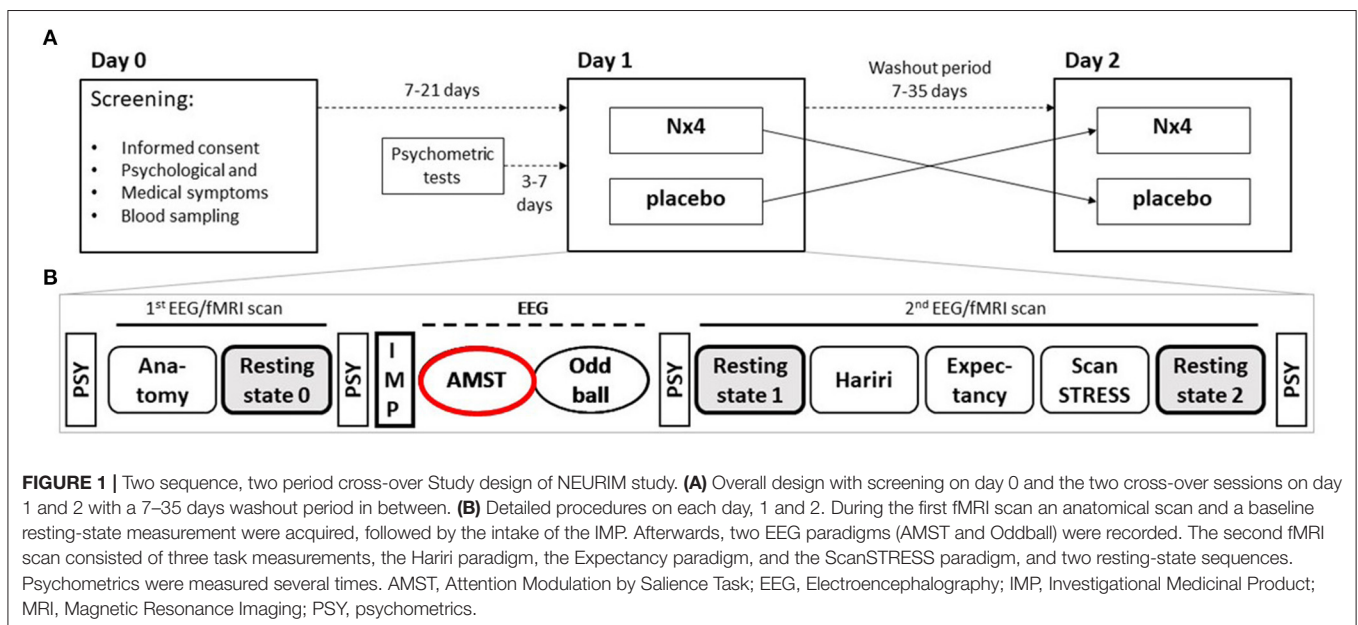 A
Day 0
Day 1
Day 2
Screening:
• Informed consent
• Psychological and
• Medical symptoms
• Blood sampling
7-21 days
Psychometric
tests
3-7
days
Nx4
placebo
Washout period
7-35 days
Nx4
placebo
B
1st EEG/fMRI scan
EEG
2nd EEG/fMRI scan
PSY
Ana-
tomy
Resting
state 0
PSY
I
M
P
AMST
Odd
ball
PSY
Resting
state 1
Hariri
Expec-
tancy
Scan
STRESS
Resting
state 2
PSY
FIGURE 1 | Two sequence, two period cross-over Study design of NEURIM study. (A) Overall design with screening on day 0 and the two cross-over sessions on day
1 and 2 with a 7–35 days washout period in between. (B) Detailed procedures on each day, 1 and 2. During the first fMRI scan an anatomical scan and a baseline
resting-state measurement were acquired, followed by the intake of the IMP. Afterwards, two EEG paradigms (AMST and Oddball) were recorded. The second fMRI
scan consisted of three task measurements, the Hariri paradigm, the Expectancy paradigm, and the ScanSTRESS paradigm, and two resting-state sequences.
Psychometrics were measured several times. AMST, Attention Modulation by Salience Task; EEG, Electroencephalography; IMP, Investigational Medicinal Product;
MRI, Magnetic Resonance Imaging; PSY, psychometrics.